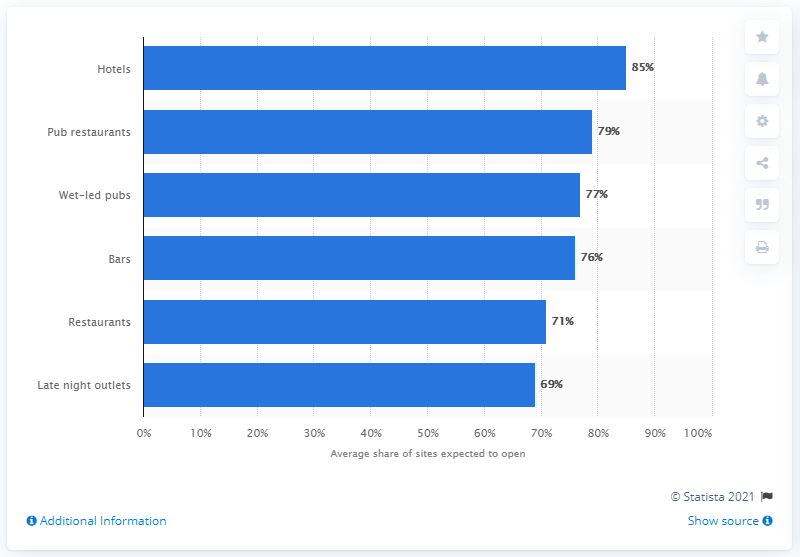 Hotels 85%
Pub restaurants 79%
Wet-led pubs 77%
Bars 76%
Restaurants 71%
Late night outlets 69%
0% 10% 20% 30% 40% 50% 60% 70% 80% 90% 100%
Average share of sites expected to open
© Statista 2021
Additional Information Show source